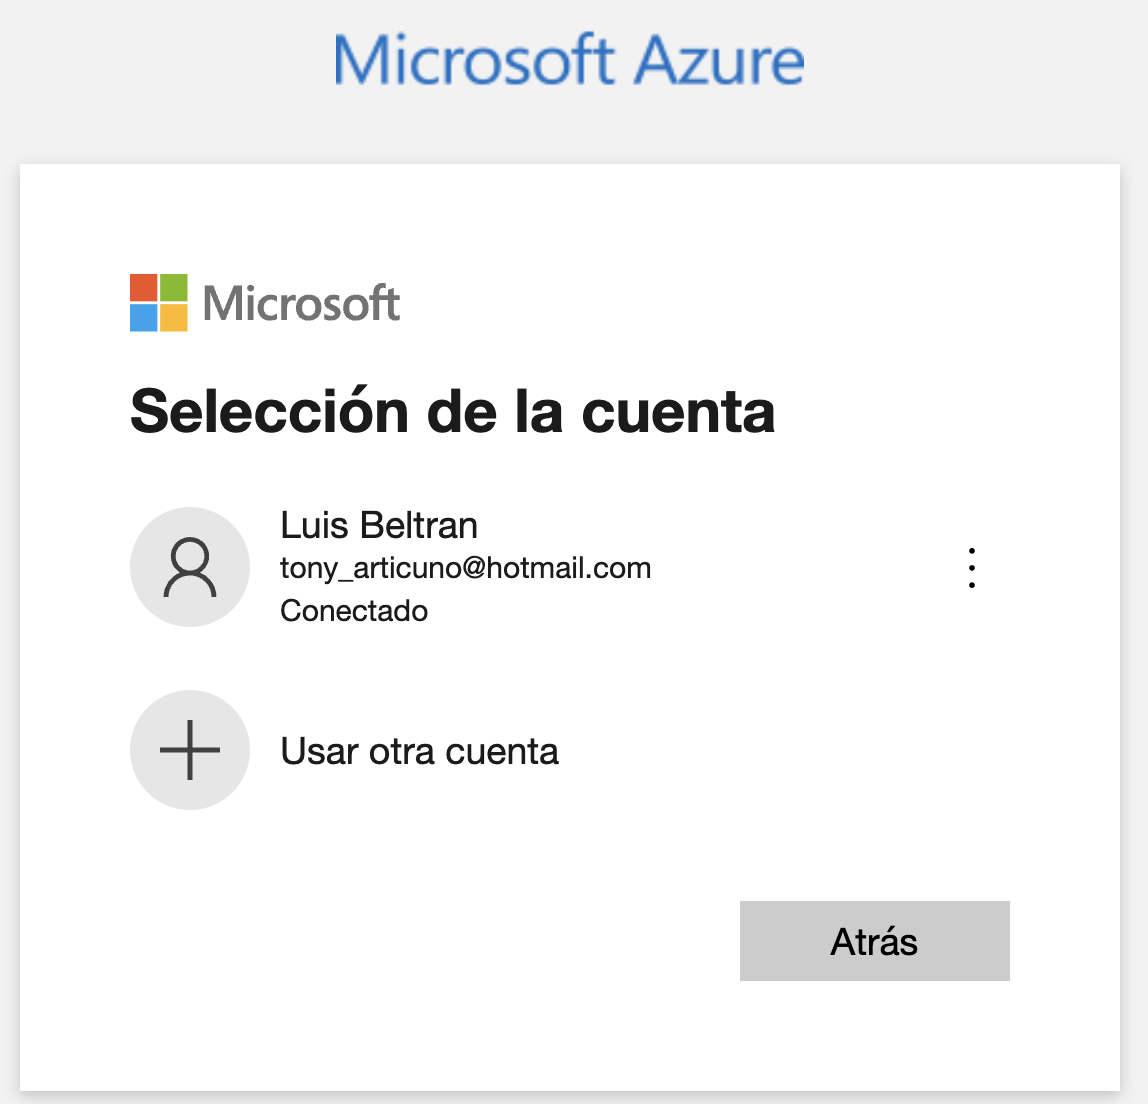 Microsoft Azure
Microsoft
Selección de la cuenta
Luis Beltran
tony_articuno@hotmail.com
Conectado
Usar otra cuenta
Atrás